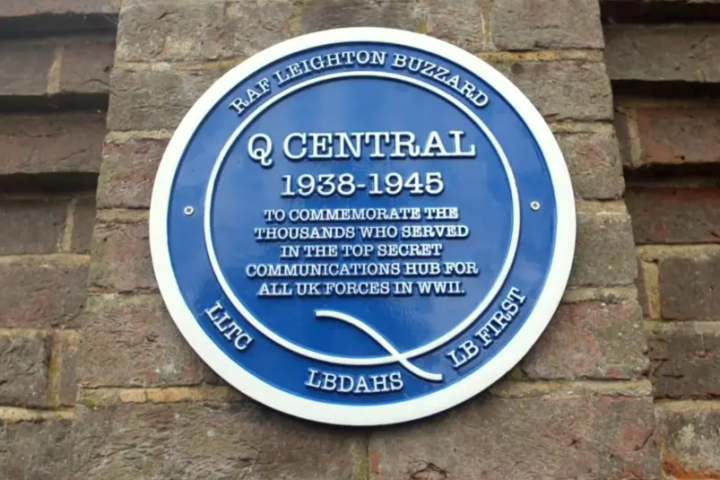 RAF LEIGHTON BUZZARD
Q CENTRAL
1938-1945
TO COMMEMORATE THE
THOUSANDS WHO SERVED
IN THE TOP SECRET
COMMUNICATIONS HUB FOR
ALL UK FORCES IN WWII.
LLTC
LBDAHS
LB FIRST